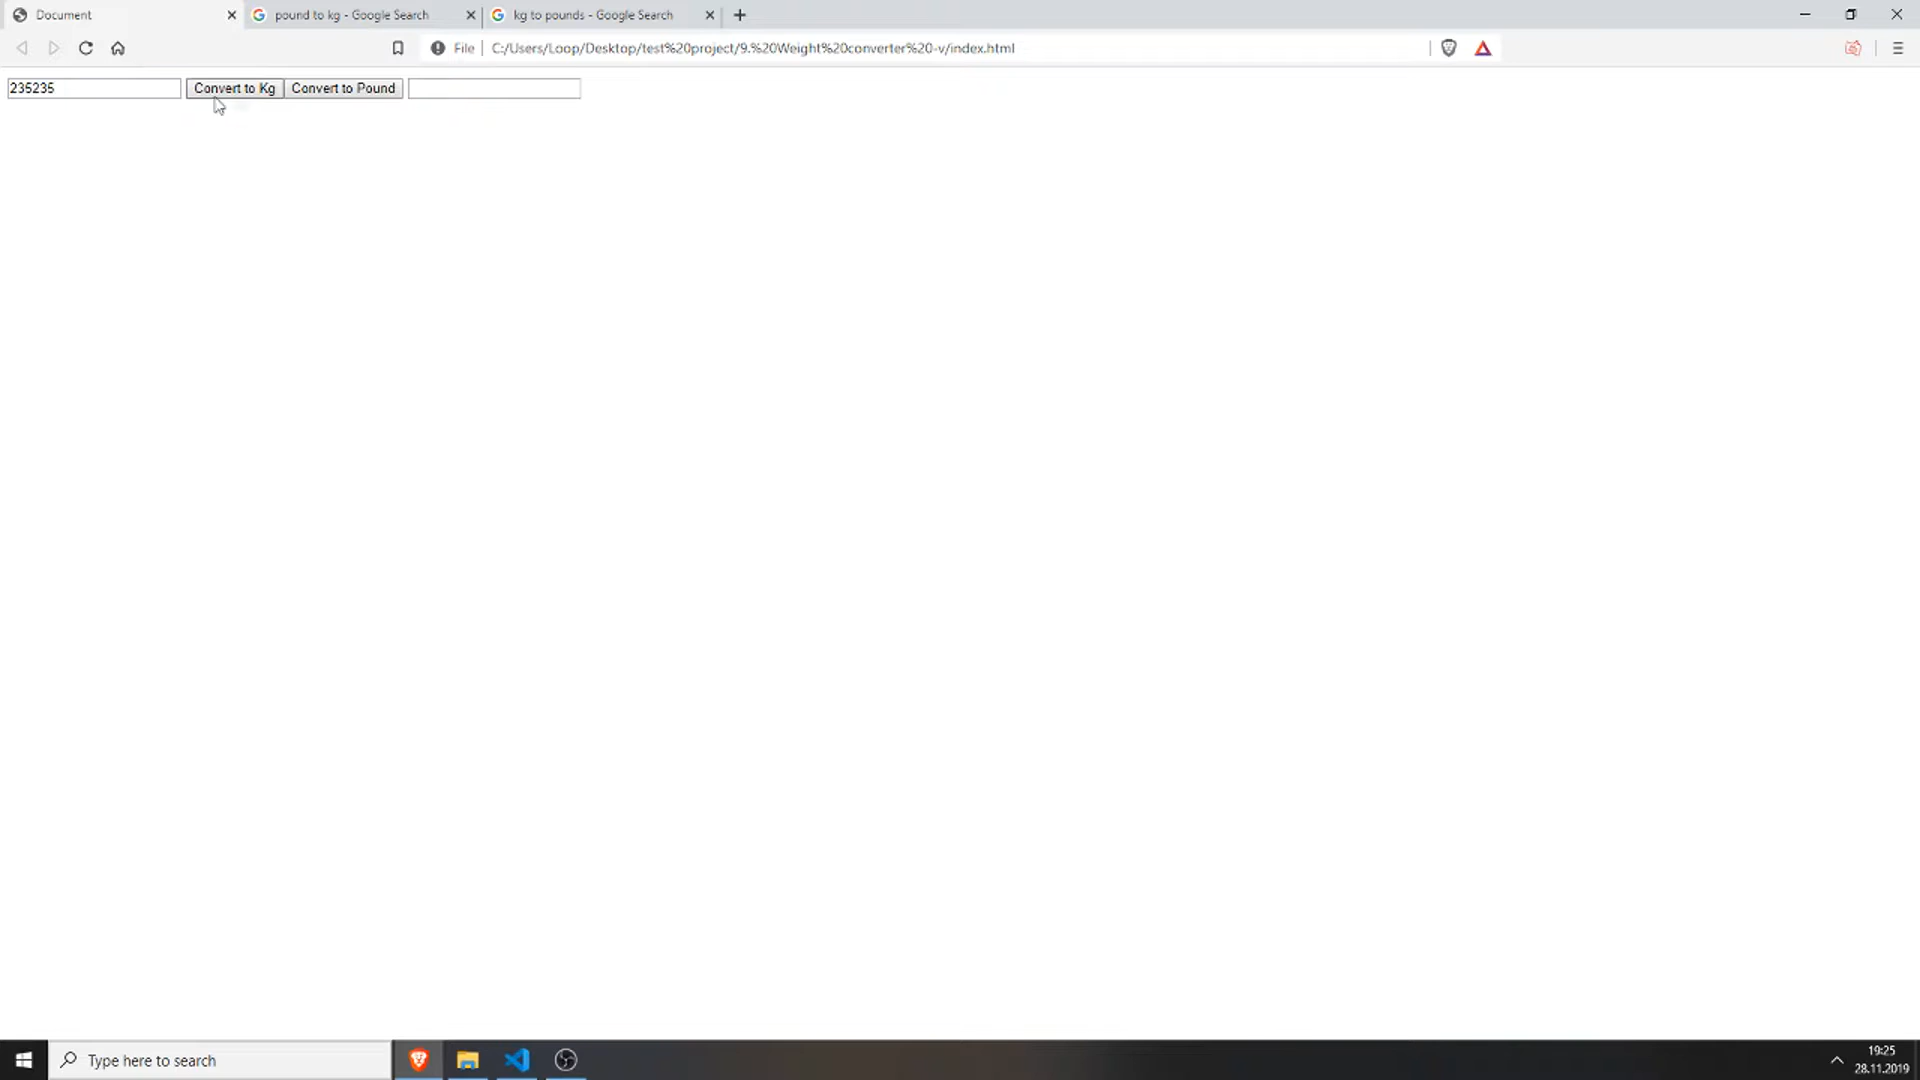 Document
pound to kg - Google Search
kg to pounds - Google Search
File
C:/Users/Loop/Desktop/test%20project/9.%20Weight%20converter%20-v/index.html
235235
Convert to Kg
Convert to Pound
Type here to search
19:25
28.11.2019